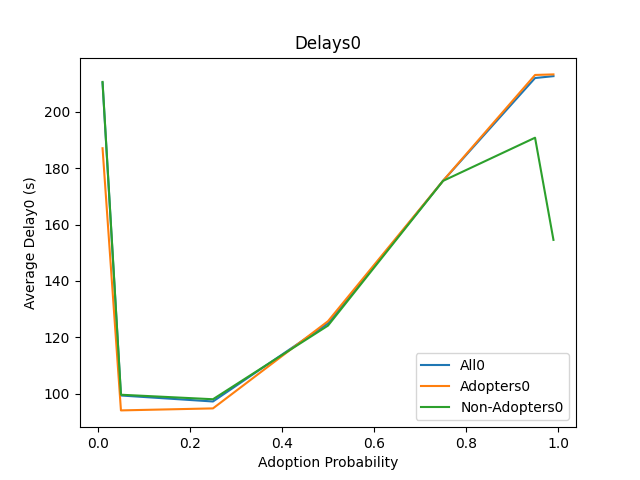 Delays0
Average Delay0 (s)
200
180
160
140
120
100
0.0 0.2 0.4 0.6 0.8 1.0
Adoption Probability
All0
Adopters0
Non-Adopters0